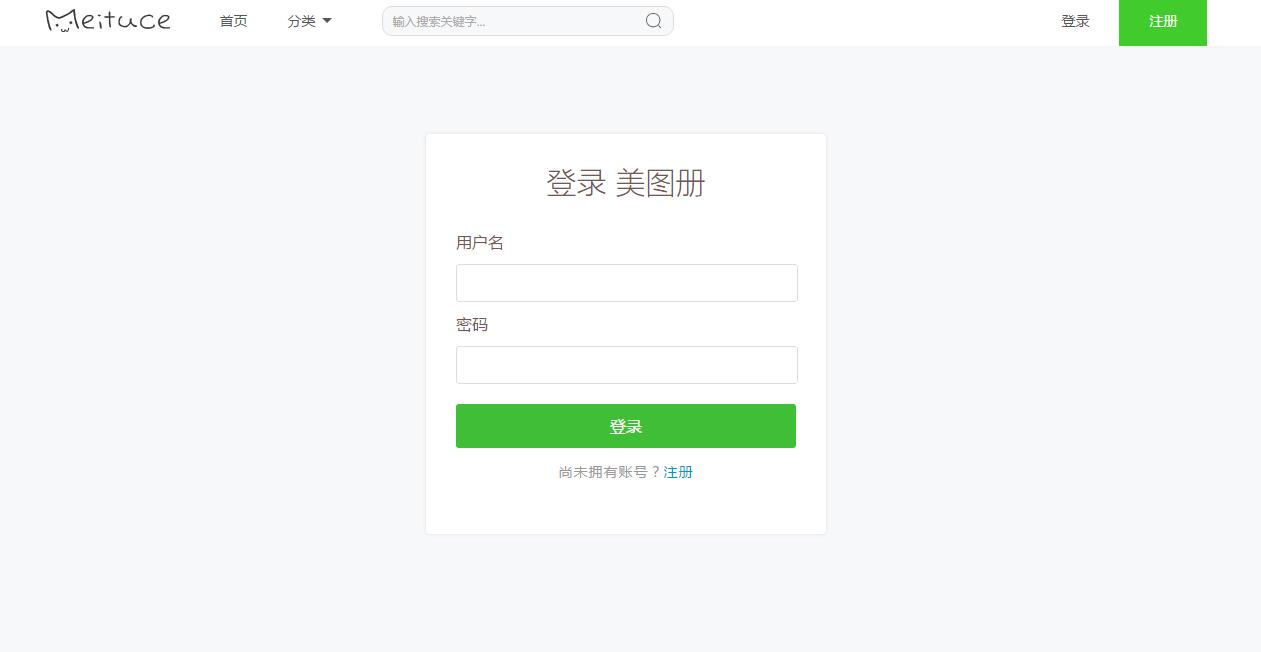 Meituce 首页 分类 输入搜索关键字... 登录 注册
登录 美图册
用户名
密码
登录
尚未拥有账号？注册